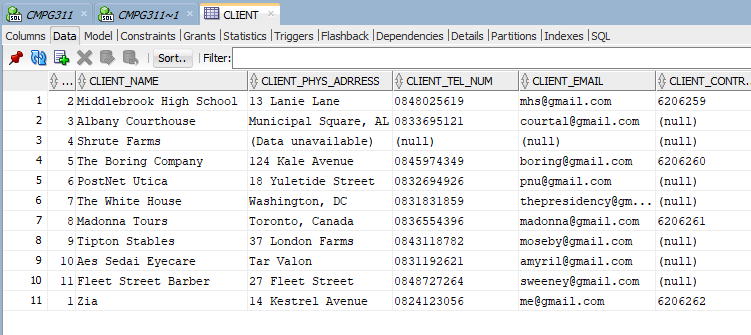 SQL CMPG311 × SQL CMPG311~1 × CLIENT ×
Columns Data Model Constraints Grants Statistics Triggers Flashback Dependencies Details Partitions Indexes SQL
Sort.. Filter:
... CLIENT_NAME CLIENT_PHYS_ADRRESS CLIENT_TEL_NUM CLIENT_EMAIL CLIENT_CONTR...
1 2 Middlebrook High School 13 Lanie Lane 0848025619 mhs@gmail.com 6206259
2 3 Albany Courthouse Municipal Square, AL 0833695121 courtal@gmail.com (null)
3 4 Shrute Farms (Data unavailable) (null) (null) (null)
4 5 The Boring Company 124 Kale Avenue 0845974349 boring@gmail.com 6206260
5 6 PostNet Utica 18 Yuletide Street 0832694926 pnu@gmail.com (null)
6 7 The White House Washington, DC 0831831859 thepresidency@gm... (null)
7 8 Madonna Tours Toronto, Canada 0836554396 madonna@gmail.com 6206261
8 9 Tipton Stables 37 London Farms 0843118782 moseby@gmail.com (null)
9 10 Aes Sedai Eyecare Tar Valon 0831192621 amyril@gmail.com (null)
10 11 Fleet Street Barber 27 Fleet Street 0848727264 sweeney@gmail.com (null)
11 1 Zia 14 Kestrel Avenue 0824123056 me@gmail.com 6206262